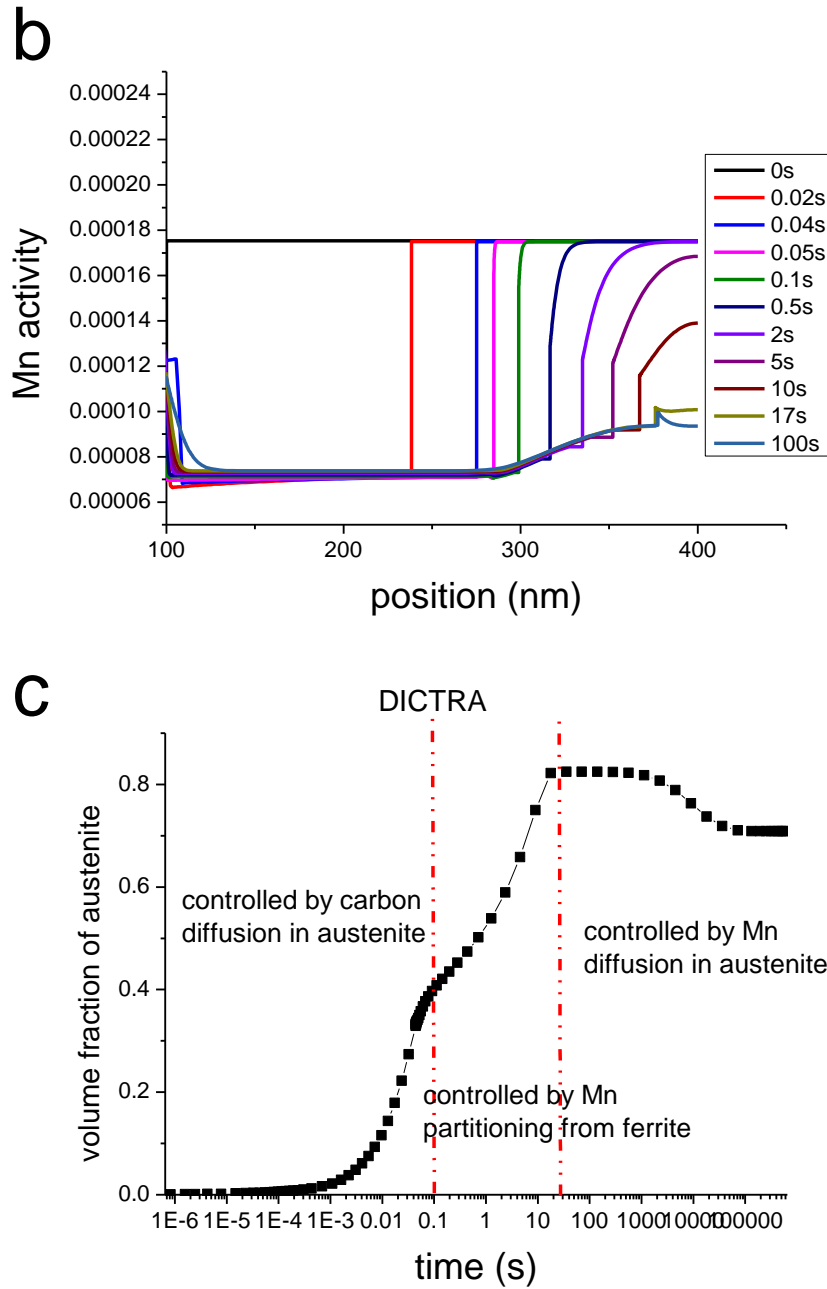 b
Mn activity
0.00024
0.00022
0.00020
0.00018
0.00016
0.00014
0.00012
0.00010
0.00008
0.00006
100
200
300
400
position (nm)
0s
0.02s
0.04s
0.05s
0.1s
0.5s
2s
5s
10s
17s
100s
c
DICTRA
volume fraction of austenite
0.8
0.6
0.4
0.2
0.0
controlled by carbon
diffusion in austenite
controlled by Mn
diffusion in austenite
controlled by Mn
partitioning from ferrite
1E-6 1E-5 1E-4 1E-3 0.01 0.1 1 10 100 1000 10000 100000
time (s)